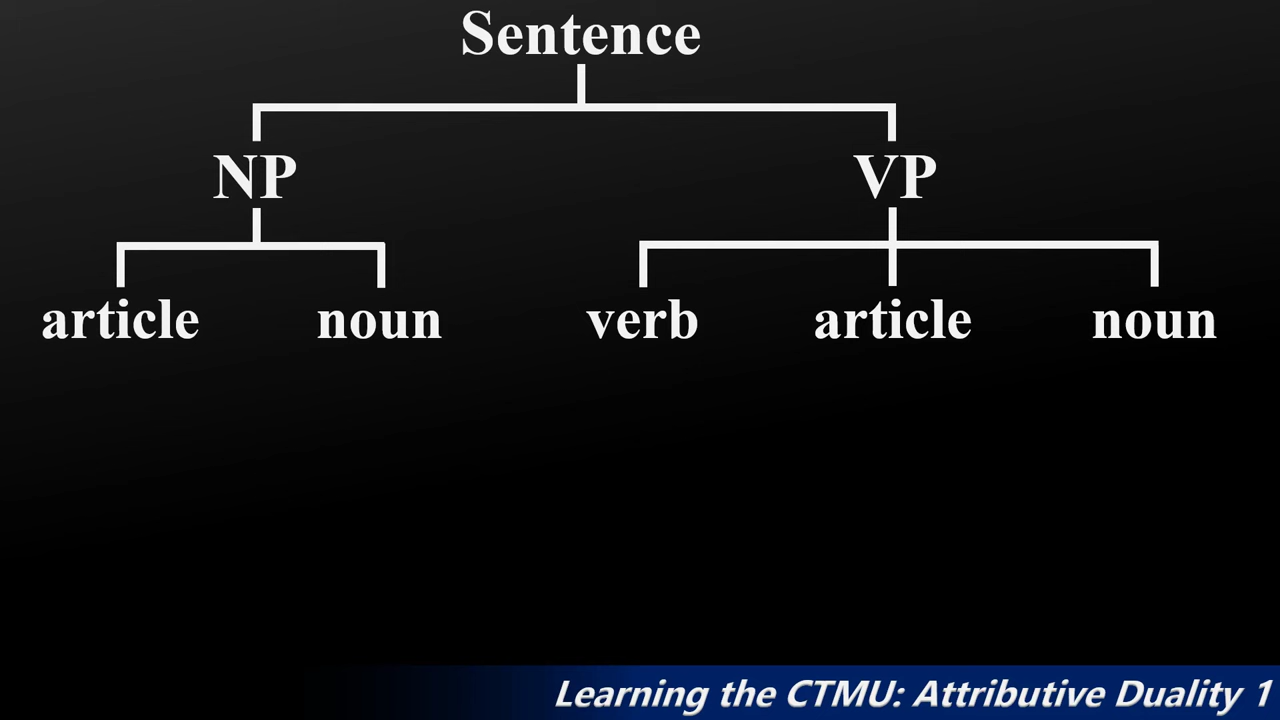 Sentence
NP VP
article noun verb article noun
Learning the CTMU: Attributive Duality 1